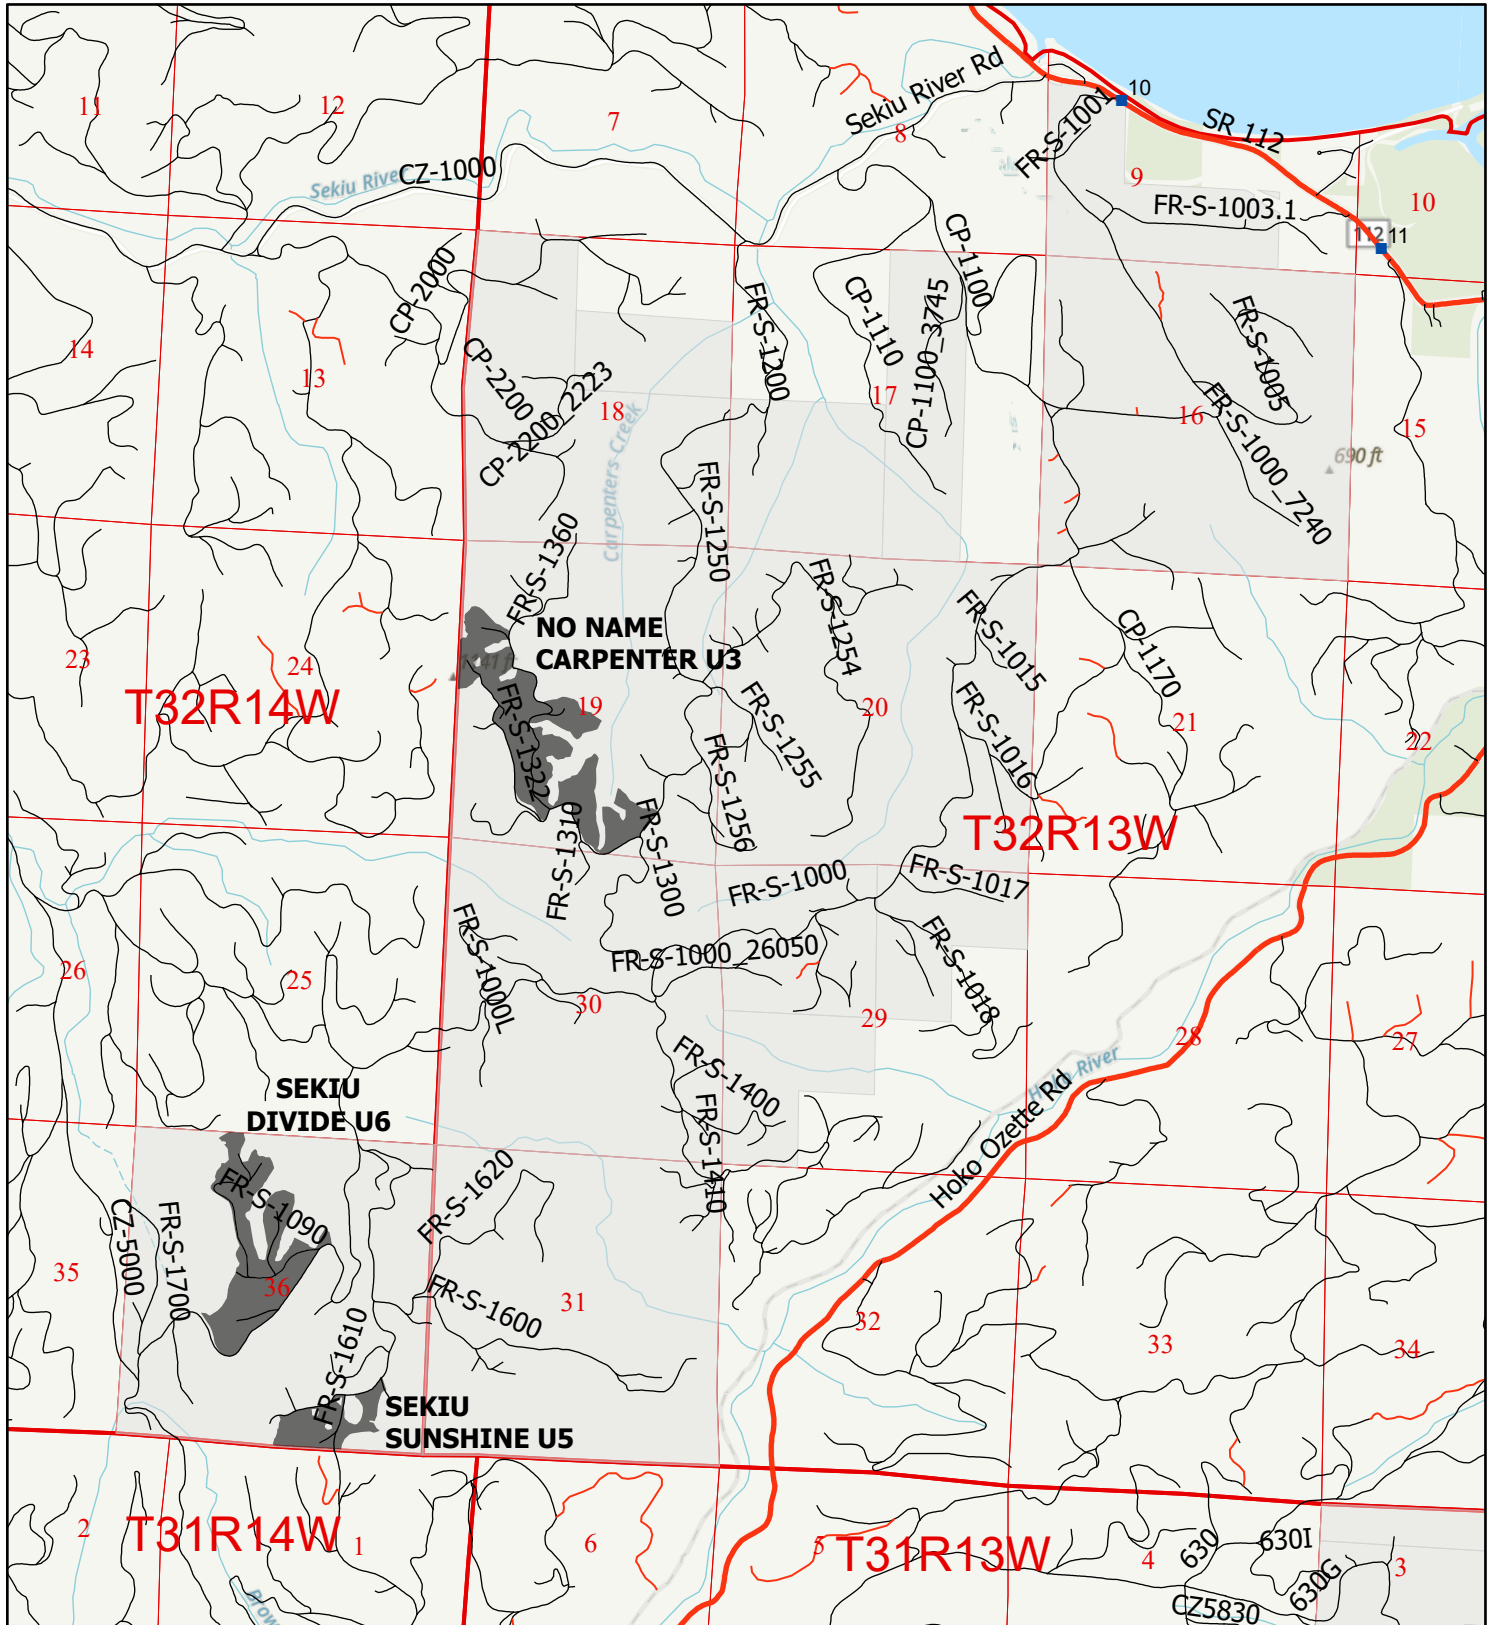 Sekiu River Rd
10
SR 112
11
12
7
8
FR-S-1001
9
CZ-1000
FR-S-1003.1
10
112
11
CP-2000
CP-1100
14
13
CP-2200
CP-2200_2223
18
Carpenters Creek
FR-S-1200
CP-1110
17
CP-1100_3745
FR-S-1005
16
FR-S-1000_7240
15
690 ft
FR-S-1250
FR-S-1360
NO NAME
CARPENTER U3
FR-S-1254
FR-S-1015
CP-1170
23
24
T32R14W
19
FR-S-1322
FR-S-1255
20
FR-S-1016
21
22
FR-S-1256
FR-S-1310
FR-S-1300
T32R13W
FR-S-1000
FR-S-1017
FR-S-1000L
FR-S-1000_26050
FR-S-1018
26
25
30
29
28
27
FR-S-1400
Hoko River
SEKIU
DIVIDE U6
FR-S-1410
Hoko Ozette Rd
FR-S-1620
FR-S-1090
CZ-5000
FR-S-1700
35
36
FR-S-1600
31
32
33
34
FR-S-1610
SEKIU
SUNSHINE U5
2
T31R14W
1
6
5
T31R13W
4
630
630I
630G
3
CZ5830